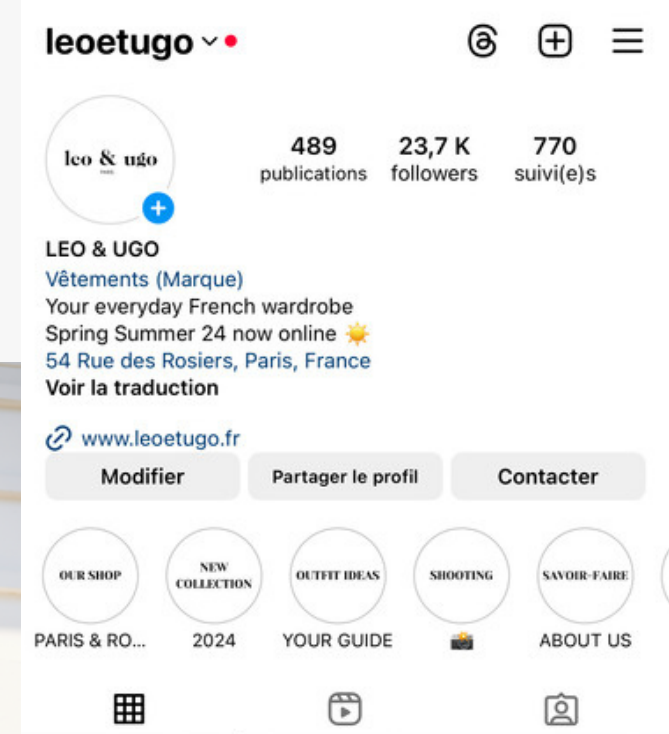 leoetugo
leo & ugo
PARIS
489
publications
23,7 K
followers
770
suivi(e)s
LEO & UGO
Vêtements (Marque)
Your everyday French wardrobe
Spring Summer 24 now online ☀️
54 Rue des Rosiers, Paris, France
Voir la traduction
www.leoetugo.fr
Modifier
Partager le profil
Contacter
OUR SHOP
NEW
COLLECTION
OUTFIT IDEAS
SHOOTING
SAVOIR-FAIRE
PARIS & RO...
2024
YOUR GUIDE
📸
ABOUT US